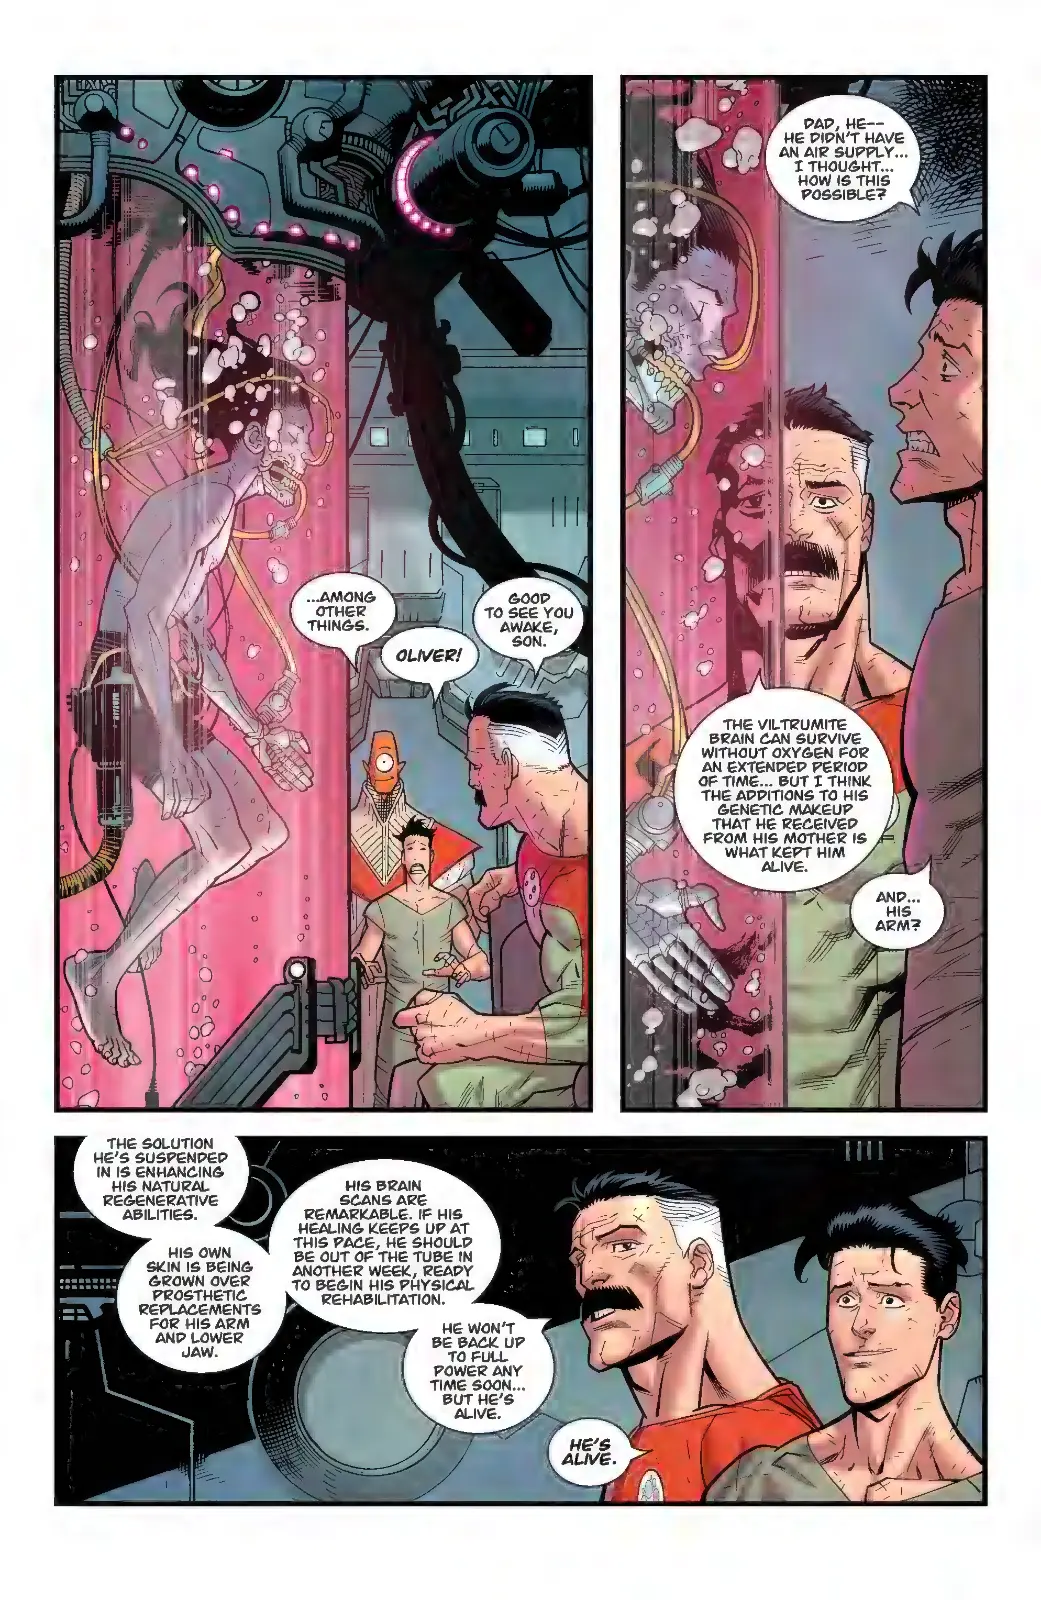 ...AMONG
OTHER
THINGS.
OLIVER!
GOOD
TO SEE YOU
AWAKE,
SON.
DAD, HE--
HE DIDN'T HAVE
AN AIR SUPPLY...
I THOUGHT...
HOW IS THIS
POSSIBLE?
THE VILTRUMITE
BRAIN CAN SURVIVE
WITHOUT OXYGEN FOR
AN EXTENDED PERIOD
OF TIME... BUT I THINK
THE ADDITIONS TO HIS
GENETIC MAKEUP
THAT HE RECEIVED
FROM HIS MOTHER IS
WHAT KEPT HIM
ALIVE.
AND...
HIS
ARM?
THE SOLUTION
HE'S SUSPENDED
IN IS ENHANCING
HIS NATURAL
REGENERATIVE
ABILITIES.
HIS OWN
SKIN IS BEING
GROWN OVER
PROSTHETIC
REPLACEMENTS
FOR HIS ARM
AND LOWER
JAW.
HIS BRAIN
SCANS ARE
REMARKABLE. IF HIS
HEALING KEEPS UP AT
THIS PACE, HE SHOULD
BE OUT OF THE TUBE IN
ANOTHER WEEK, READY
TO BEGIN HIS PHYSICAL
REHABILITATION.
HE WON'T
BE BACK UP
TO FULL
POWER ANY
TIME SOON...
BUT HE'S
ALIVE.
HE'S
ALIVE.